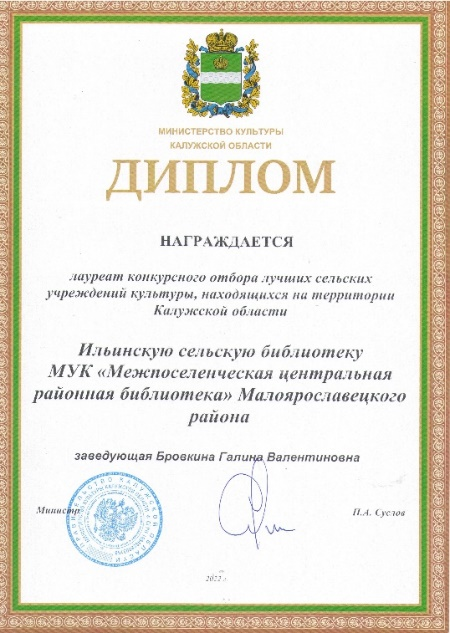 МИНИСТЕРСТВО КУЛЬТУРЫ
КАЛУЖСКОЙ ОБЛАСТИ
ДИПЛОМ
НАГРАЖДАЕТСЯ
лауреат конкурсного отбора лучших сельских
учреждений культуры, находящихся на территории
Калужской области
Ильинскую сельскую библиотеку
МУК «Межпоселенческая центральная
районная библиотека» Малоярославецкого
района
заведующая Бровкина Галина Валентиновна
Министр
П.А. Суслов
2022 г.